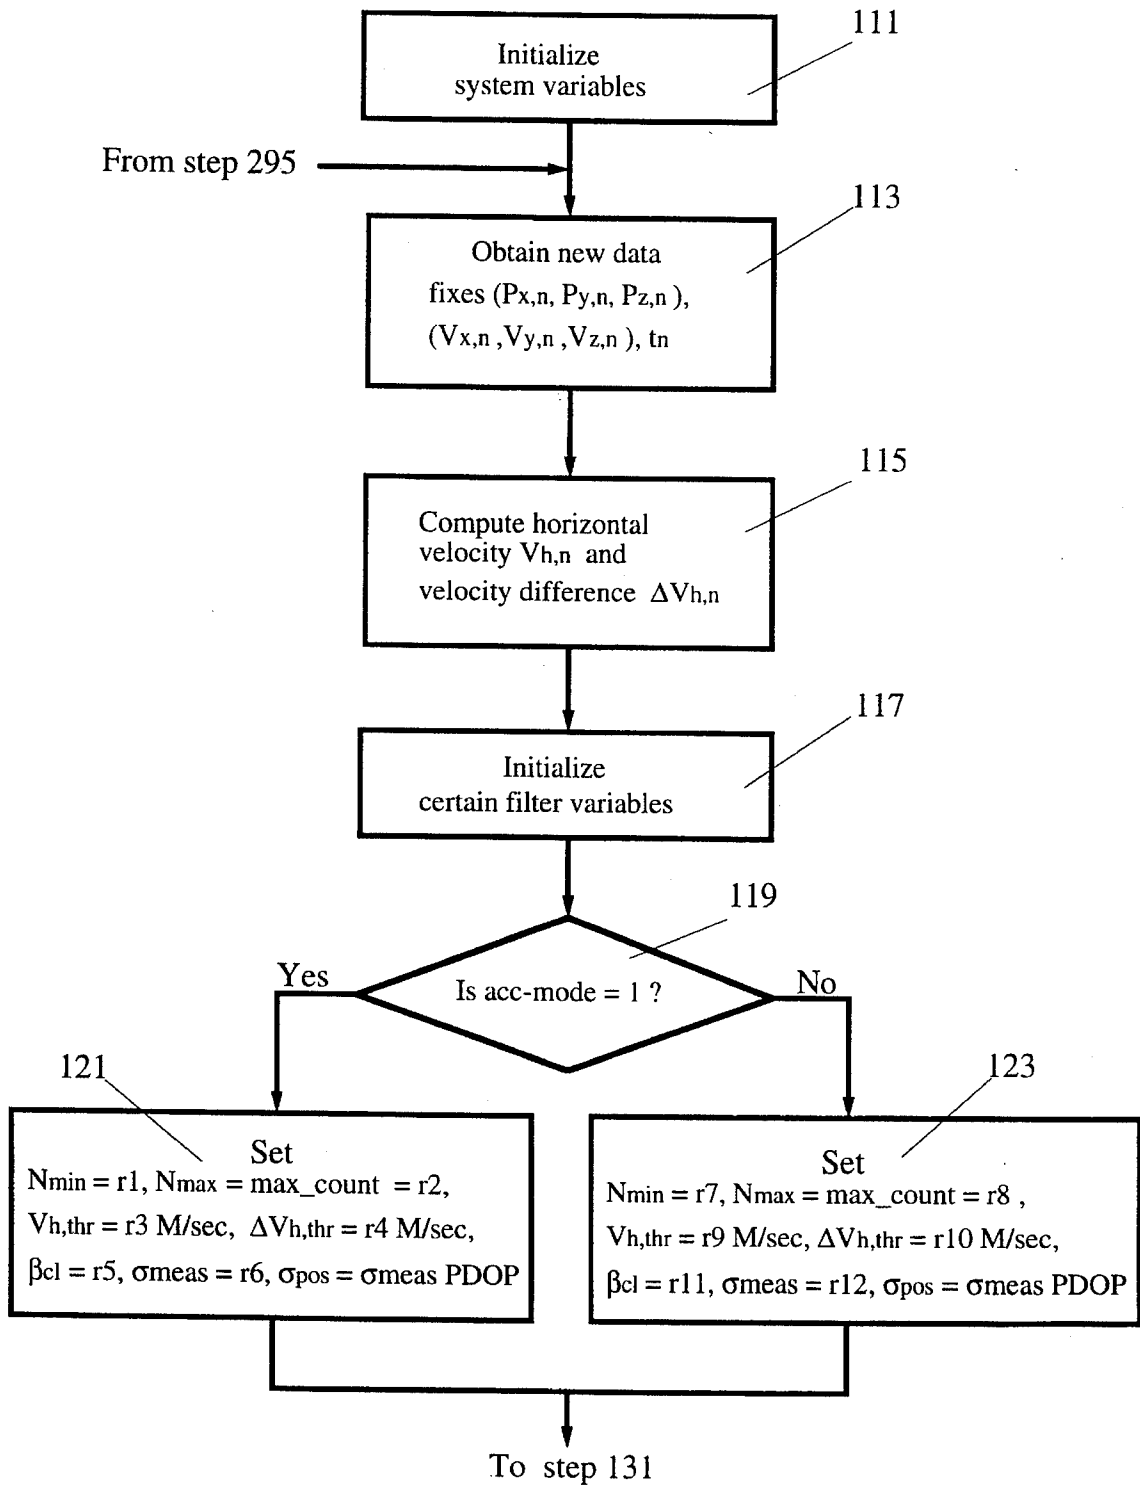 111
Initialize
system variables
From step 295
113
Obtain new data
fixes (Px,n, Py,n, Pz,n ),
(Vx,n ,Vy,n ,Vz,n ), tn
115
Compute horizontal
velocity Vh,n and
velocity difference ΔVh,n
117
Initialize
certain filter variables
119
Is acc-mode = 1 ?
Yes
No
121
Set
Nmin = r1, Nmax = max_count = r2,
Vh,thr = r3 M/sec, ΔVh,thr = r4 M/sec,
βcl = r5, σmeas = r6, σpos = σmeas PDOP
123
Set
Nmin = r7, Nmax = max_count = r8 ,
Vh,thr = r9 M/sec, ΔVh,thr = r10 M/sec,
βcl = r11, σmeas = r12, σpos = σmeas PDOP
To step 131